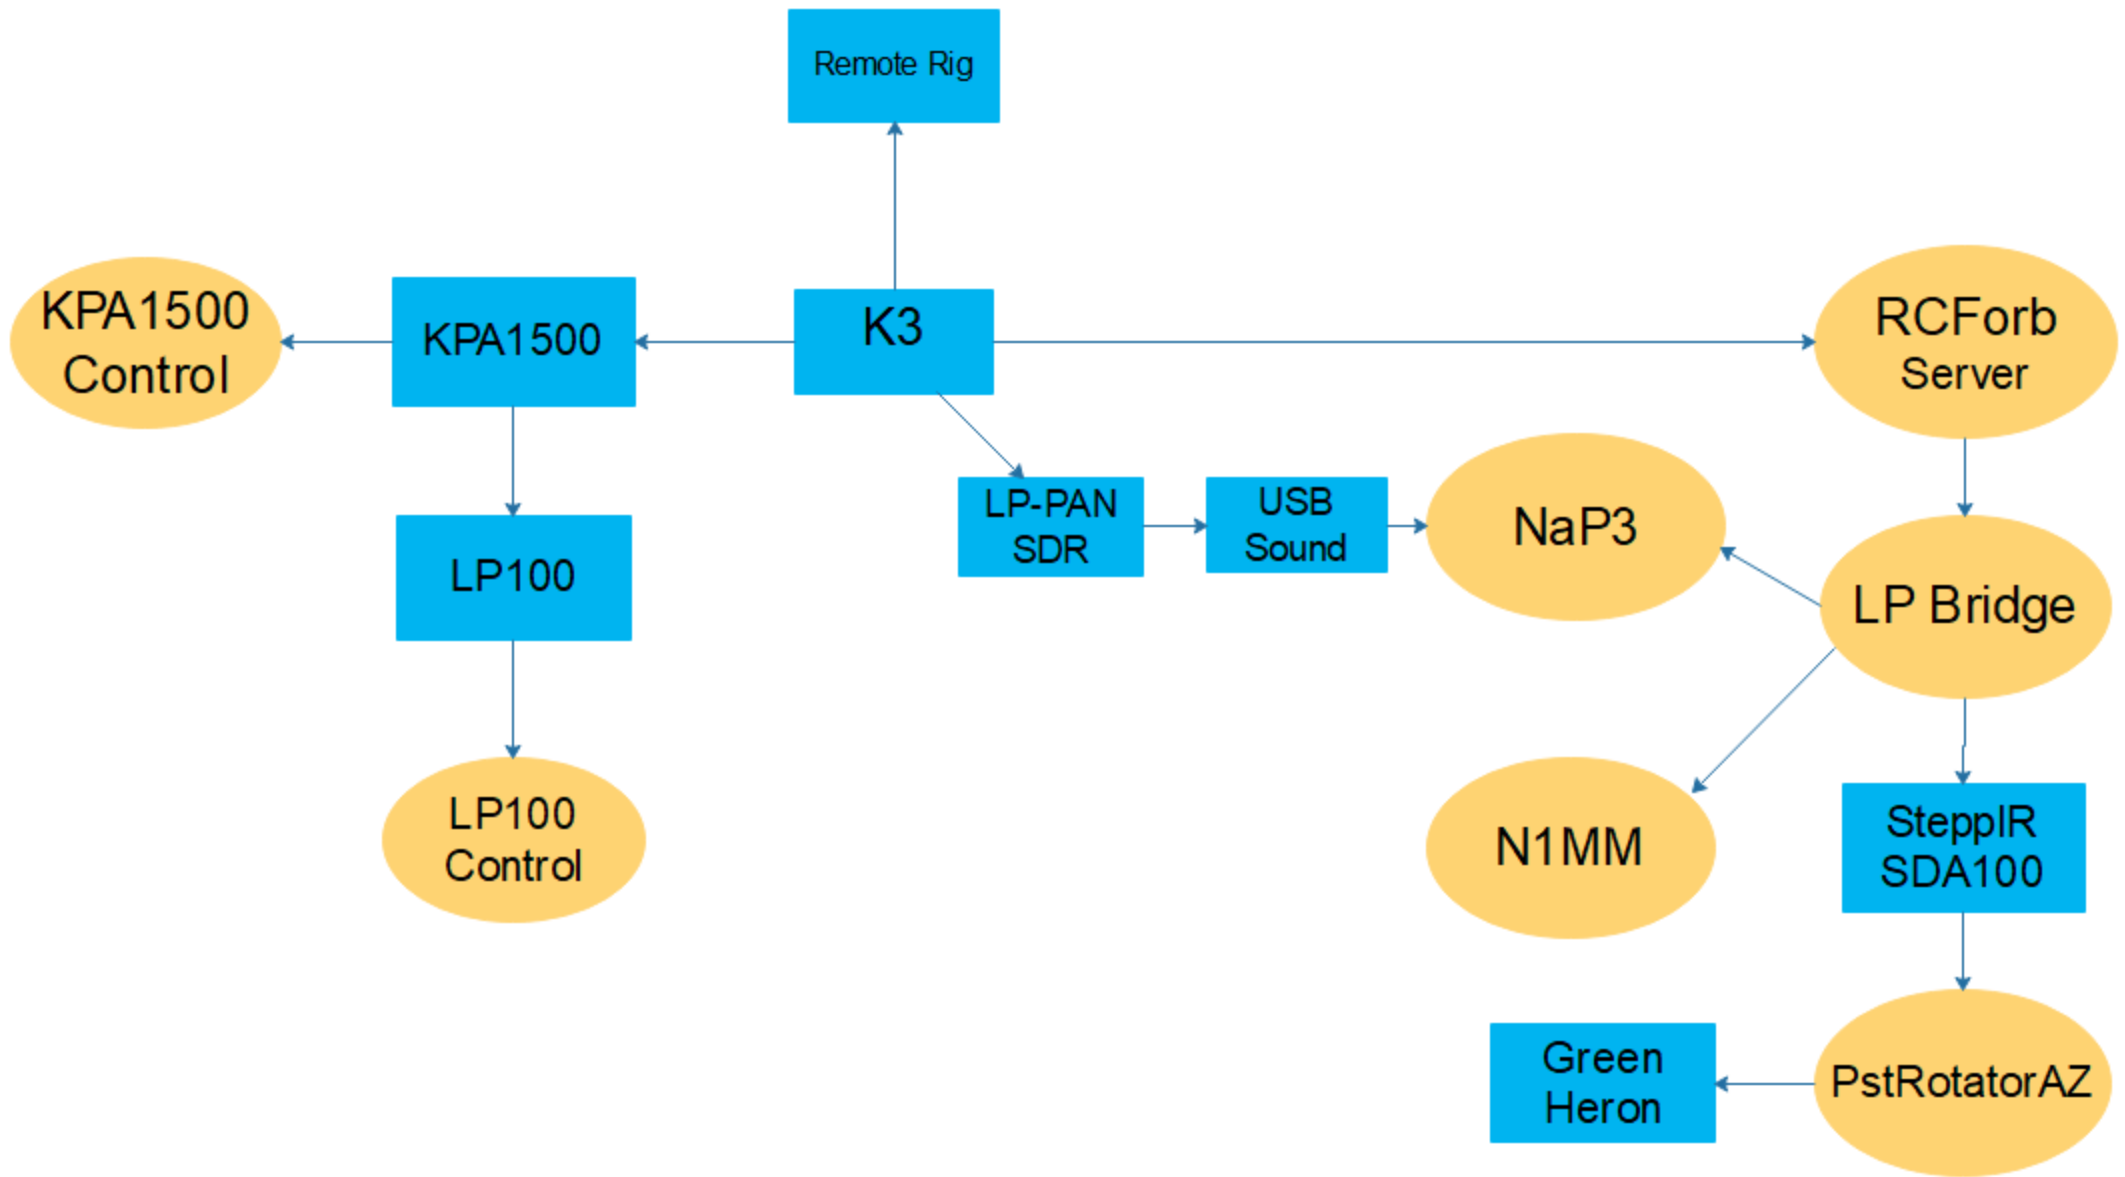 Remote Rig
KPA1500
Control
KPA1500
K3
RCForb
Server
LP-PAN
SDR
USB
Sound
NaP3
LP100
LP Bridge
LP100
Control
N1MM
SteppIR
SDA100
Green
Heron
PstRotatorAZ